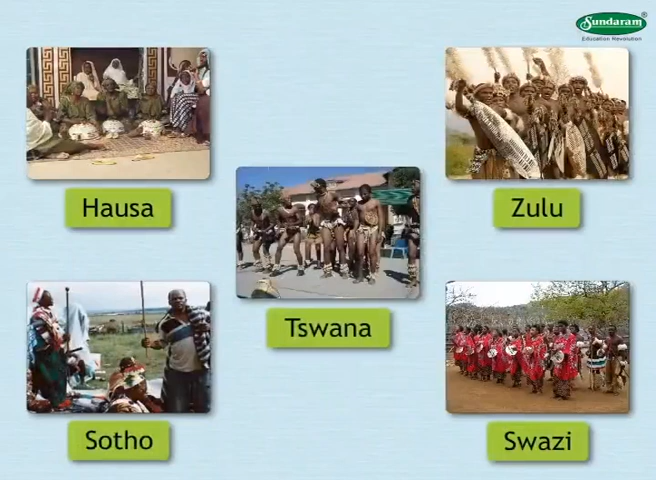 Sundaram
Education Revolution
Hausa
Zulu
Tswana
Sotho
Swazi